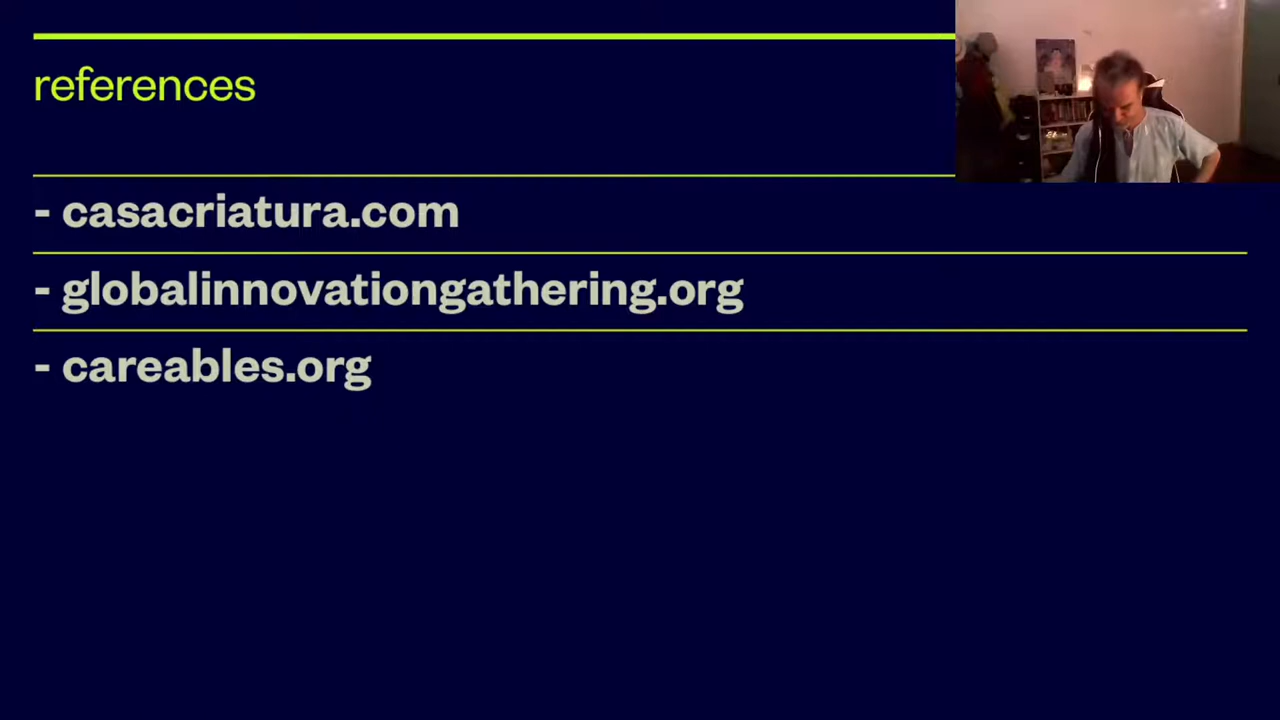 references
- casacriatura.com
- globalinnovationgathering.org
- careables.org